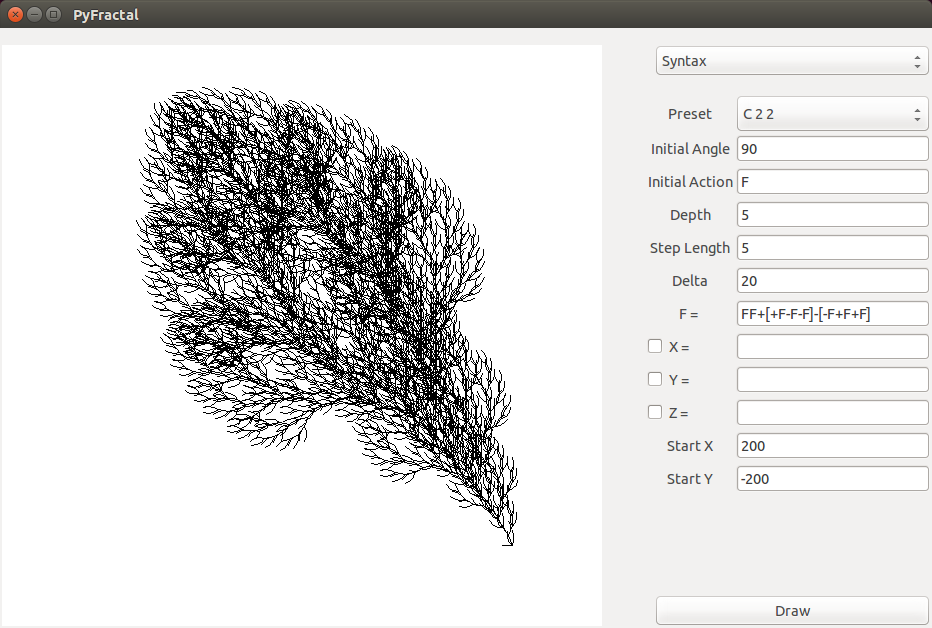 PyFractal
Syntax
Preset C 2 2
Initial Angle 90
Initial Action F
Depth 5
Step Length 5
Delta 20
F = FF+[+F-F-F]-[-F+F+F]
X =
Y =
Z =
Start X 200
Start Y -200
Draw